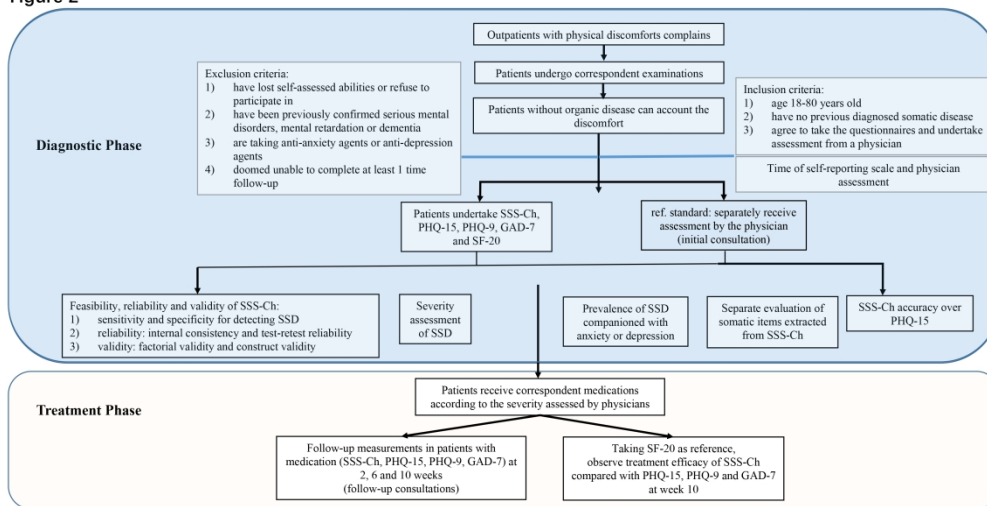 Figure 2
Outpatients with physical discomforts complains
Patients undergo correspondent examinations
Patients without organic disease can account the
discomfort
Exclusion criteria:
1) have lost self-assessed abilities or refuse to
participate in
2) have been previously confirmed serious mental
disorders, mental retardation or dementia
3) are taking anti-anxiety agents or anti-depression
agents
4) doomed unable to complete at least 1 time
follow-up
Inclusion criteria:
1) age 18-80 years old
2) have no previous diagnosed somatic disease
3) agree to take the questionnaires and undertake
assessment from a physician
Time of self-reporting scale and physician
assessment
Diagnostic Phase
Patients undertake SSS-Ch,
PHQ-15, PHQ-9, GAD-7
and SF-20
ref. standard: separately receive
assessment by the physician
(initial consultation)
Feasibility, reliability and validity of SSS-Ch:
1) sensitivity and specificity for detecting SSD
2) reliability: internal consistency and test-retest reliability
3) validity: factorial validity and construct validity
Severity
assessment
of SSD
Prevalence of SSD
companioned with
anxiety or depression
Separate evaluation of
somatic items extracted
from SSS-Ch
SSS-Ch accuracy over
PHQ-15
Treatment Phase
Patients receive correspondent medications
according to the severity assessed by physicians
Follow-up measurements in patients with
medication (SSS-Ch, PHQ-15, PHQ-9, GAD-7) at
2, 6 and 10 weeks
(follow-up consultations)
Taking SF-20 as reference,
observe treatment efficacy of SSS-Ch
compared with PHQ-15, PHQ-9 and GAD-7
at week 10